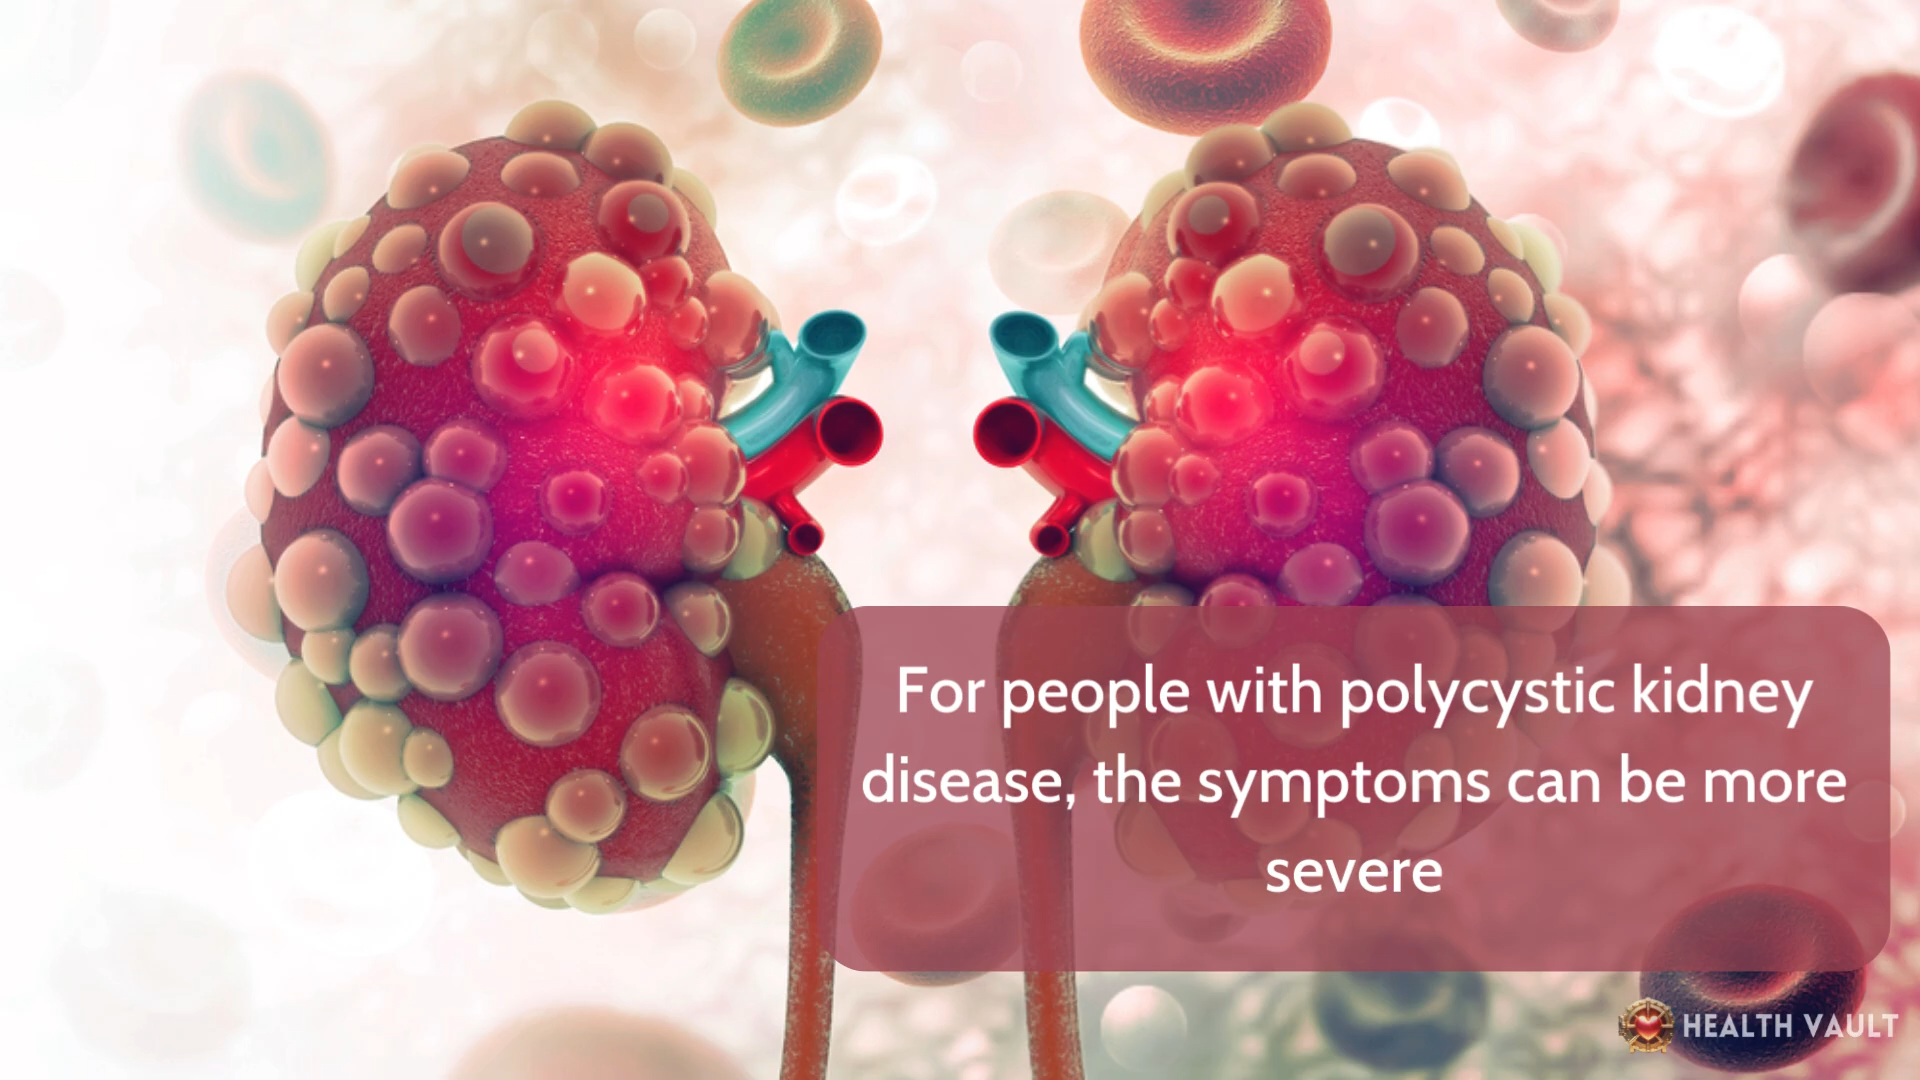 For people with polycystic kidney
disease, the symptoms can be more
severe
HEALTH VAULT